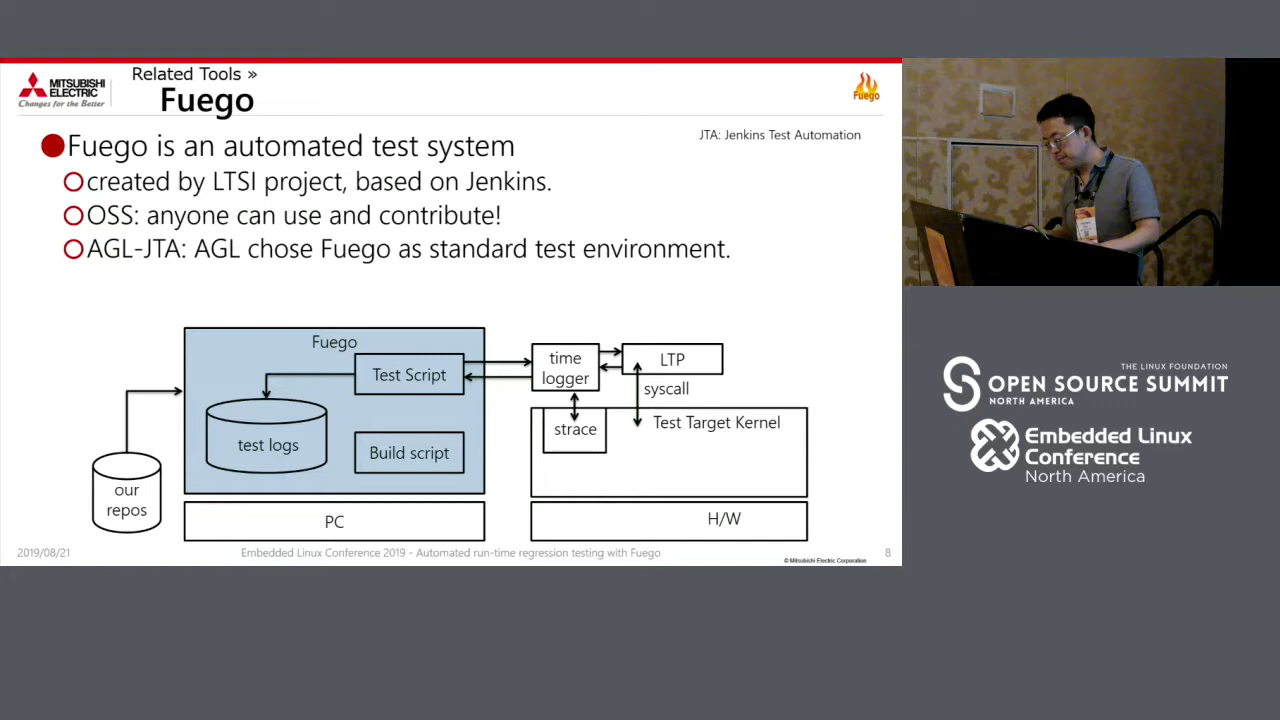 MITSUBISHI
ELECTRIC
Changes for the Better
Related Tools »
Fuego
Fuego
JTA: Jenkins Test Automation
Fuego is an automated test system
created by LTSI project, based on Jenkins.
OSS: anyone can use and contribute!
AGL-JTA: AGL chose Fuego as standard test environment.
Fuego
Test Script
test logs
Build script
our
repos
PC
time
logger
LTP
syscall
strace
Test Target Kernel
H/W
2019/08/21
Embedded Linux Conference 2019 - Automated run-time regression testing with Fuego
8
© Mitsubishi Electric Corporation
THE LINUX FOUNDATION
OPEN SOURCE SUMMIT
NORTH AMERICA
Embedded Linux
Conference
North America